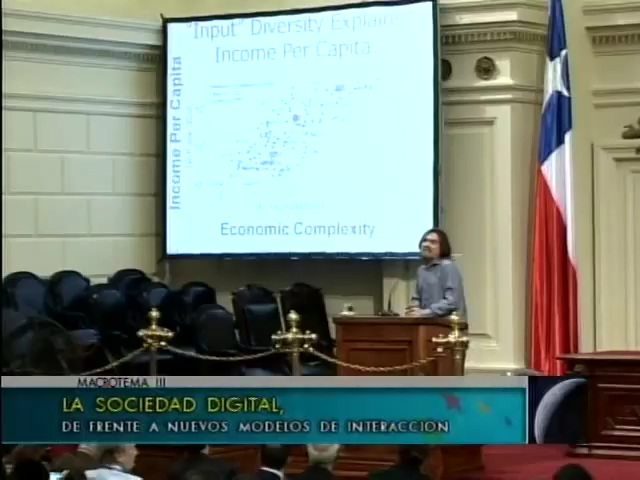 "Input" Diversity Explains
Income Per Capita
Income Per Capita
Economic Complexity
MACROTEMA III
LA SOCIEDAD DIGITAL,
DE FRENTE A NUEVOS MODELOS DE INTERACCIÓN